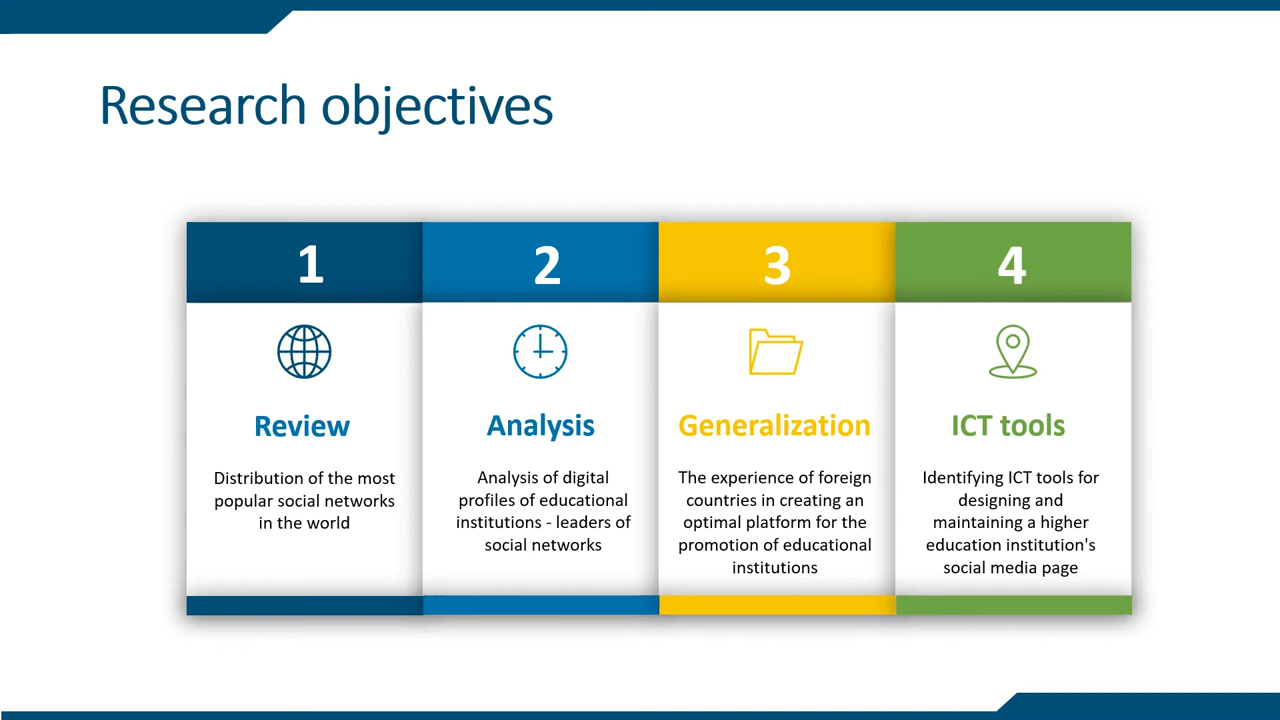 Research objectives
1
2
3
4
Review
Analysis
Generalization
ICT tools
Distribution of the most
popular social networks
in the world
Analysis of digital
profiles of educational
institutions - leaders of
social networks
The experience of foreign
countries in creating an
optimal platform for the
promotion of educational
institutions
Identifying ICT tools for
designing and
maintaining a higher
education institution's
social media page